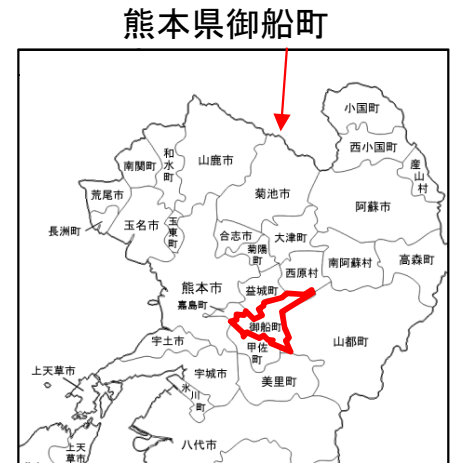 熊本県御船町
小国町
西小国町
産山村
和水町
南関町
山鹿市
菊池市
阿蘇市
荒尾市
長洲町
玉名市
玉東町
合志市
菊陽町
大津町
西原村
南阿蘇村
高森町
熊本市
益城町
嘉島町
御船町
山都町
宇土市
甲佐町
上天草市
宇城市
美里町
氷川町
八代市
上天草市